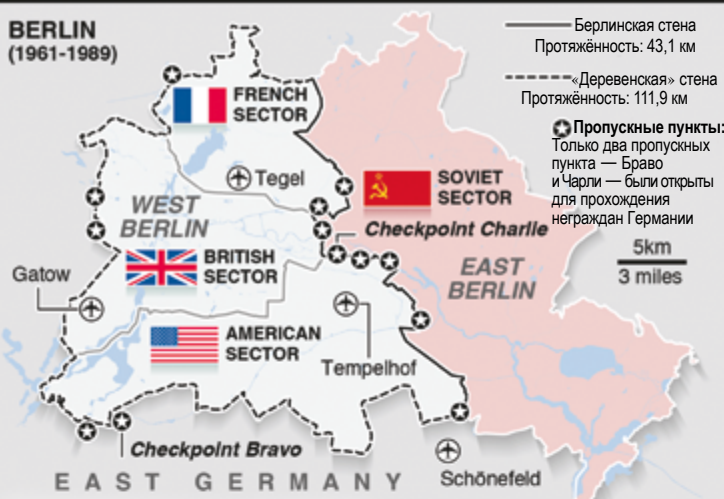 BERLIN
(1961-1989)
Берлинская стена
Протяжённость: 43,1 км
«Деревенская» стена
Протяжённость: 111,9 км
Пропускные пункты:
Только два пропускных
пункта — Браво
и Чарли — были открыты
для прохождения
неграждан Германии
5km
3 miles
FRENCH
SECTOR
Tegel
SOVIET
SECTOR
WEST
BERLIN
Checkpoint Charlie
BRITISH
SECTOR
EAST
BERLIN
Gatow
AMERICAN
SECTOR
Tempelhof
Checkpoint Bravo
Schönefeld
EAST GERMANY